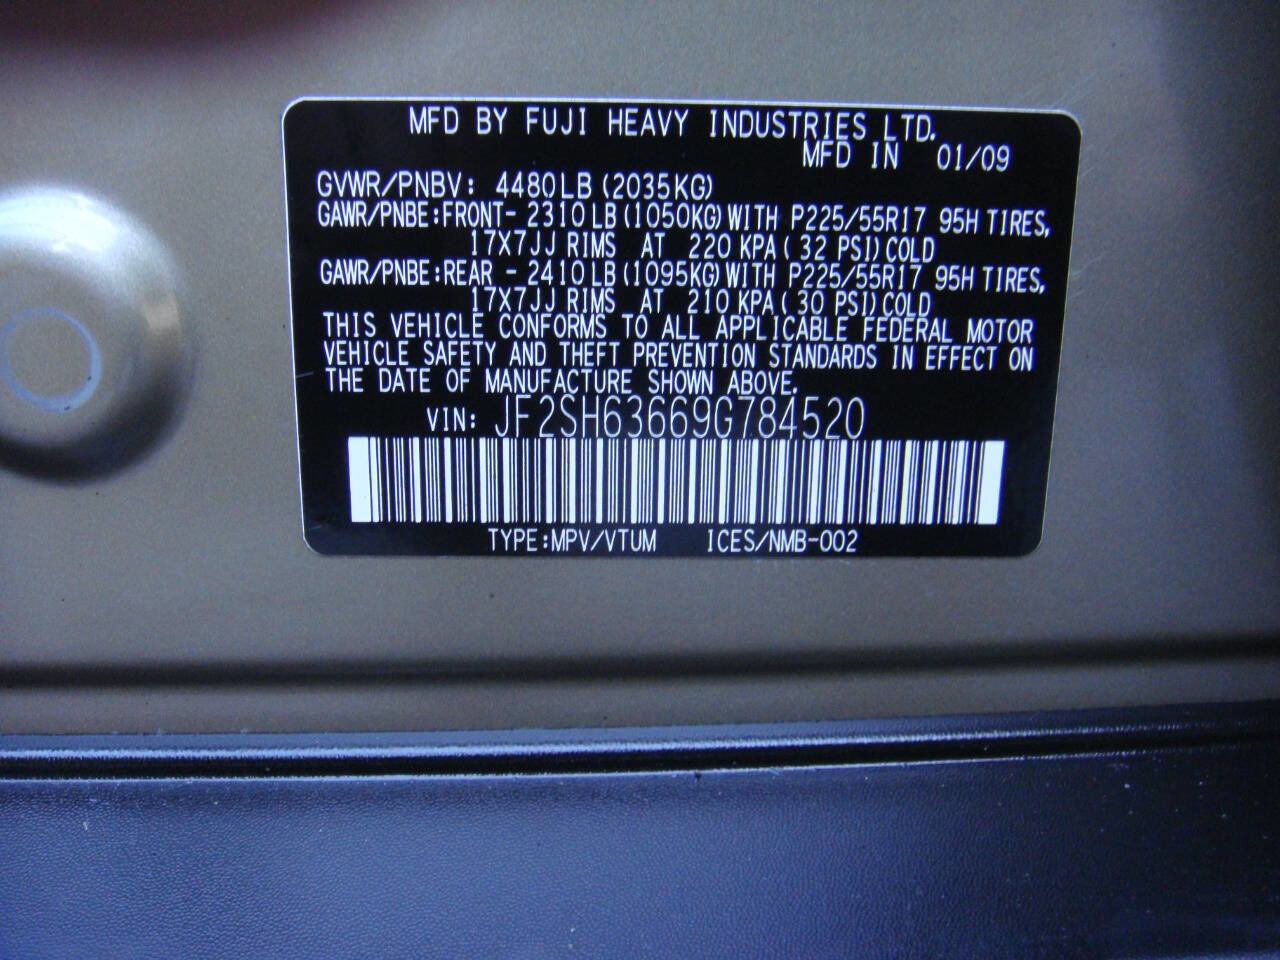 MFD BY FUJI HEAVY INDUSTRIES LTD.
MFD IN 01/09
GVWR/PNBV: 4480LB(2035KG)
GAWR/PNBE:FRONT- 2310LB(1050KG)WITH P225/55R17 95H TIRES,
17X7JJ RIMS AT 220 KPA( 32 PSI)COLD
GAWR/PNBE:REAR - 2410LB(1095KG)WITH P225/55R17 95H TIRES,
17X7JJ RIMS AT 210 KPA( 30 PSI)COLD
THIS VEHICLE CONFORMS TO ALL APPLICABLE FEDERAL MOTOR
VEHICLE SAFETY AND THEFT PREVENTION STANDARDS IN EFFECT ON
THE DATE OF MANUFACTURE SHOWN ABOVE.
VIN: JF2SH63669G784520
TYPE:MPV/VTUM ICES/NMB-002